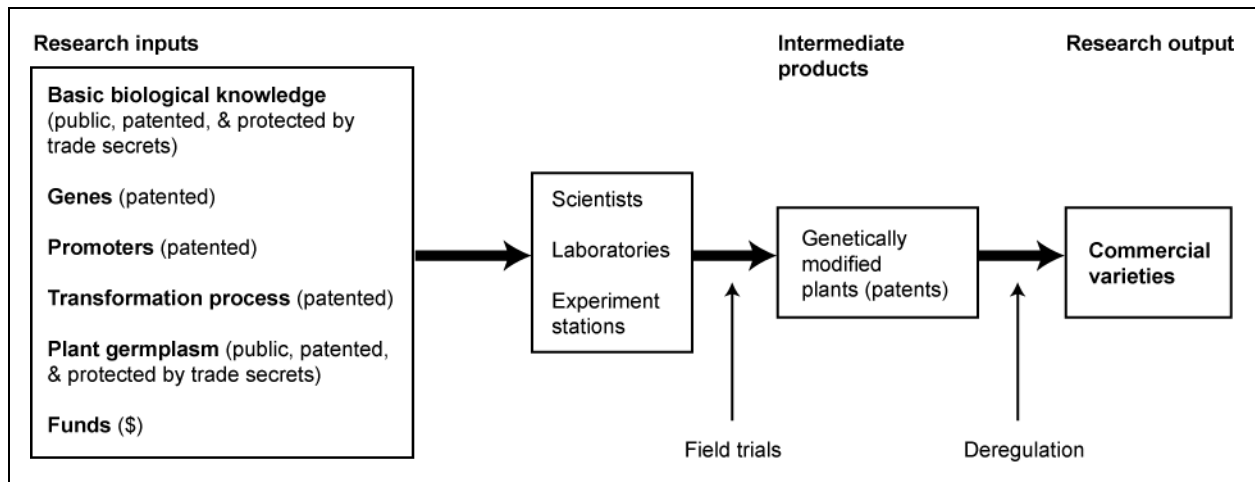 Research inputs
Basic biological knowledge
(public, patented, & protected by
trade secrets)
Genes (patented)
Promoters (patented)
Transformation process (patented)
Plant germplasm (public, patented,
& protected by trade secrets)
Funds ($)
Scientists
Laboratories
Experiment
stations
Field trials
Intermediate
products
Genetically
modified
plants (patents)
Deregulation
Research output
Commercial
varieties